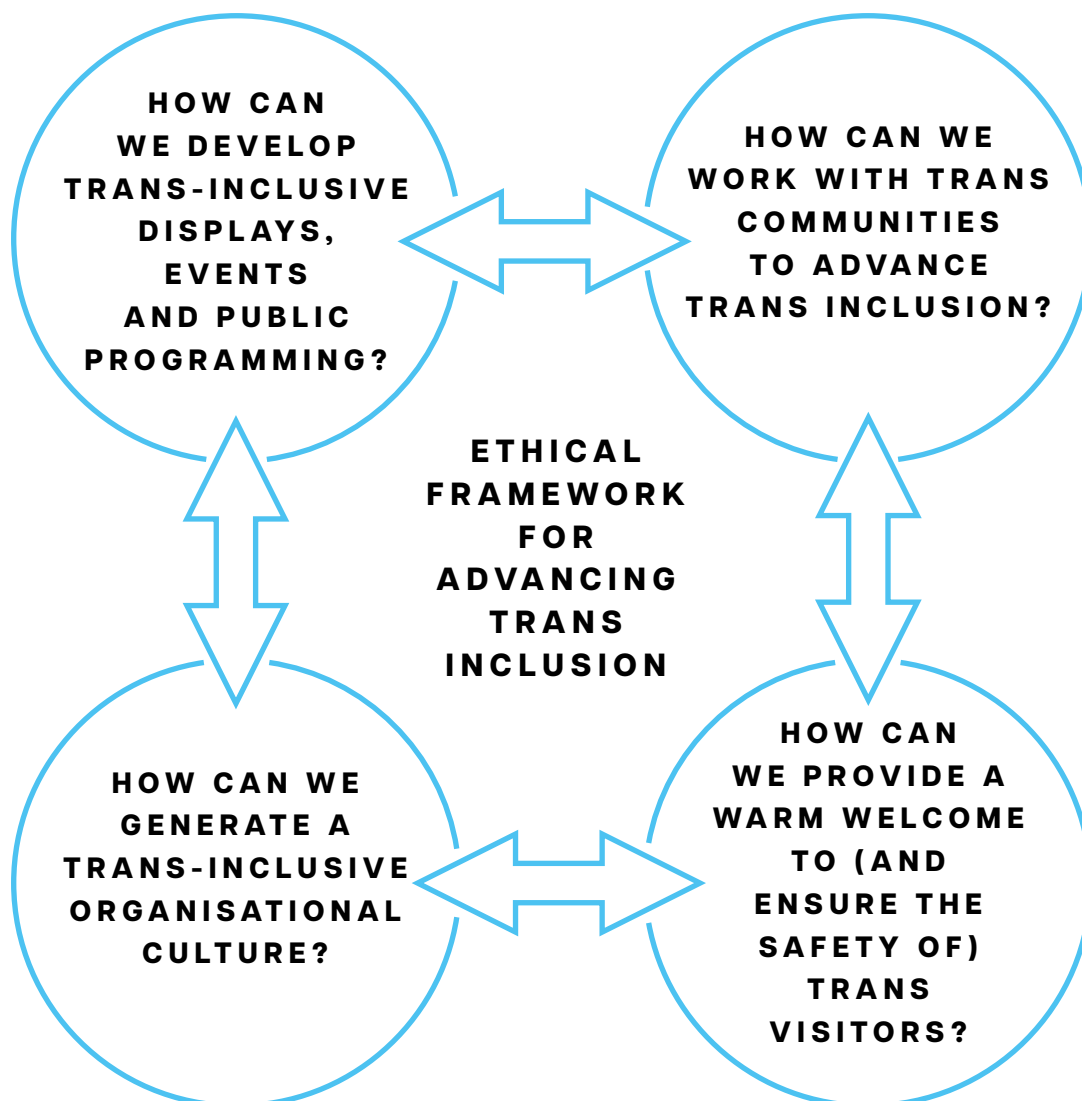 HOW CAN
WE DEVELOP
TRANS-INCLUSIVE
DISPLAYS,
EVENTS
AND PUBLIC
PROGRAMMING?
HOW CAN WE
WORK WITH TRANS
COMMUNITIES
TO ADVANCE
TRANS INCLUSION?
ETHICAL
FRAMEWORK
FOR
ADVANCING
TRANS
INCLUSION
HOW CAN WE
GENERATE A
TRANS-INCLUSIVE
ORGANISATIONAL
CULTURE?
HOW CAN
WE PROVIDE A
WARM WELCOME
TO (AND
ENSURE THE
SAFETY OF)
TRANS
VISITORS?